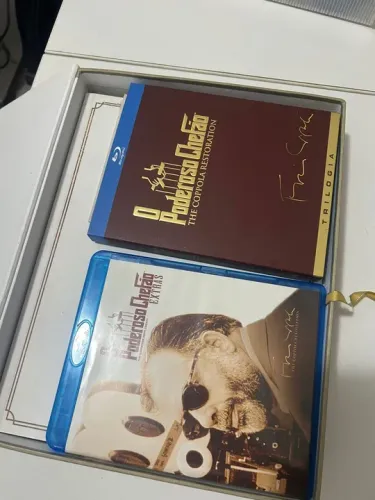 O
Poderoso Chefão
THE COPPOLA RESTORATION
TRILOGIA
O
Poderoso Chefão
EXTRAS